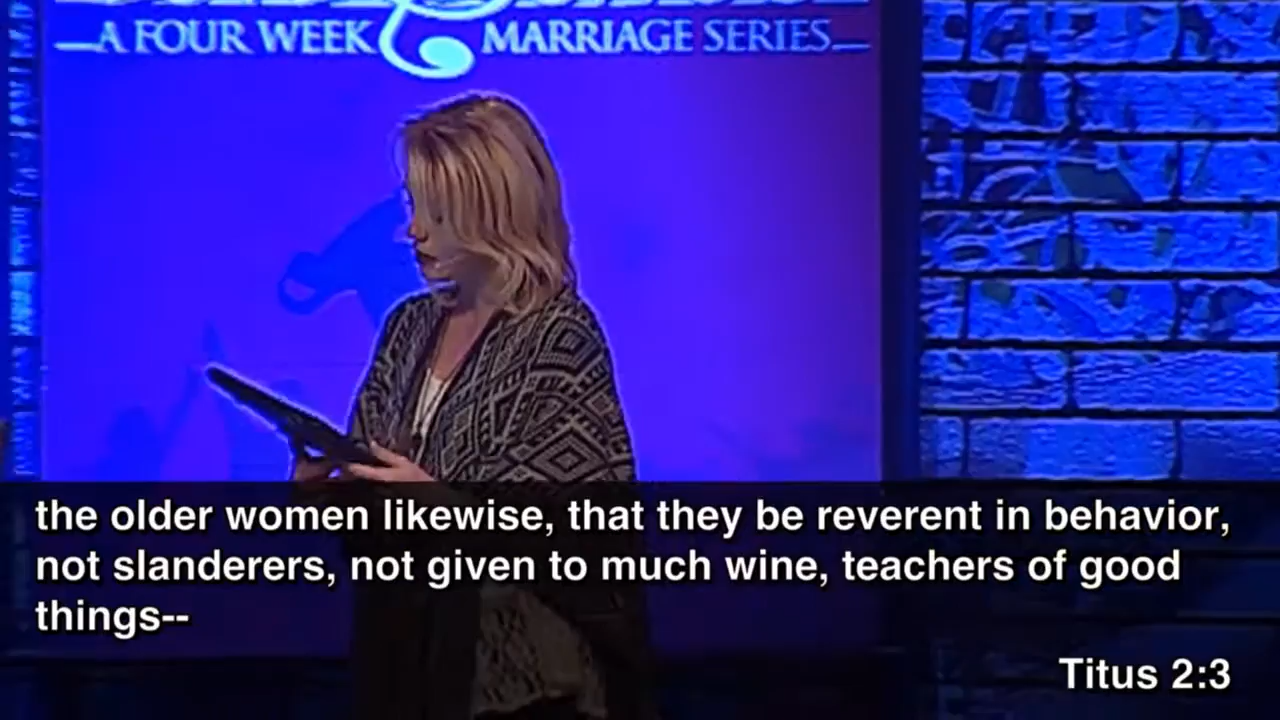 A FOUR WEEK MARRIAGE SERIES
the older women likewise, that they be reverent in behavior,
not slanderers, not given to much wine, teachers of good
things--
Titus 2:3